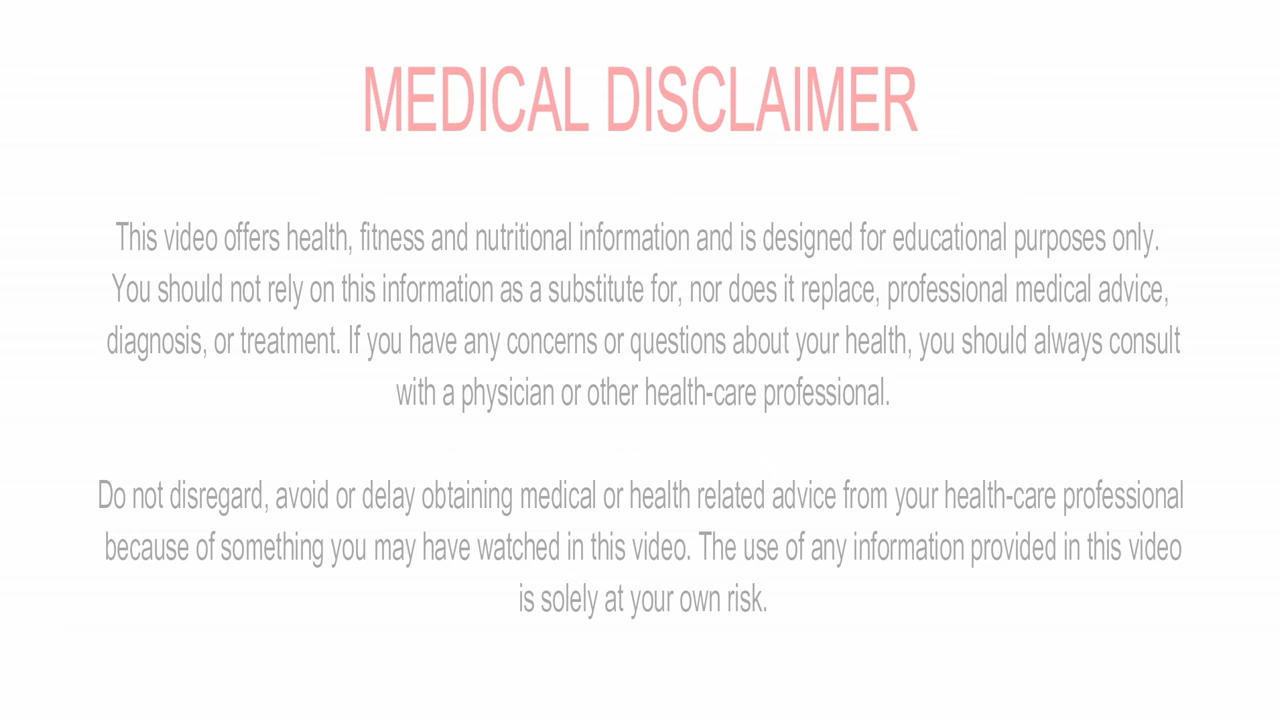 MEDICAL DISCLAIMER
This video offers health, fitness and nutritional information and is designed for educational purposes only.
You should not rely on this information as a substitute for, nor does it replace, professional medical advice,
diagnosis, or treatment. If you have any concerns or questions about your health, you should always consult
with a physician or other health-care professional.
Do not disregard, avoid or delay obtaining medical or health related advice from your health-care professional
because of something you may have watched in this video. The use of any information provided in this video
is solely at your own risk.